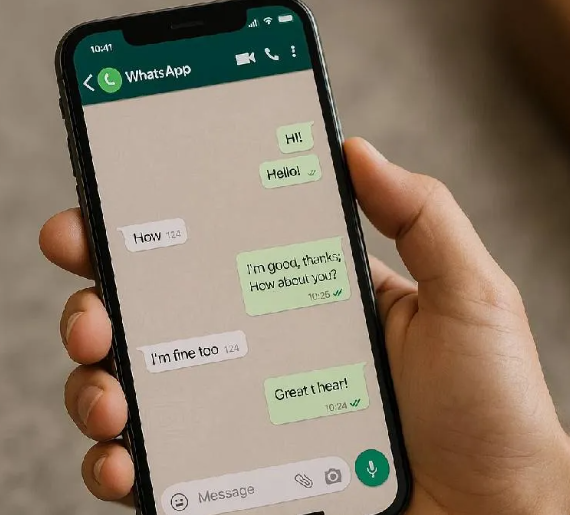 10:41
WhatsApp
HI!
Hello!
How 124
I'm good, thanks;
How about you?
10:26
I'm fine too 124
Great t hear!
10:24
Message